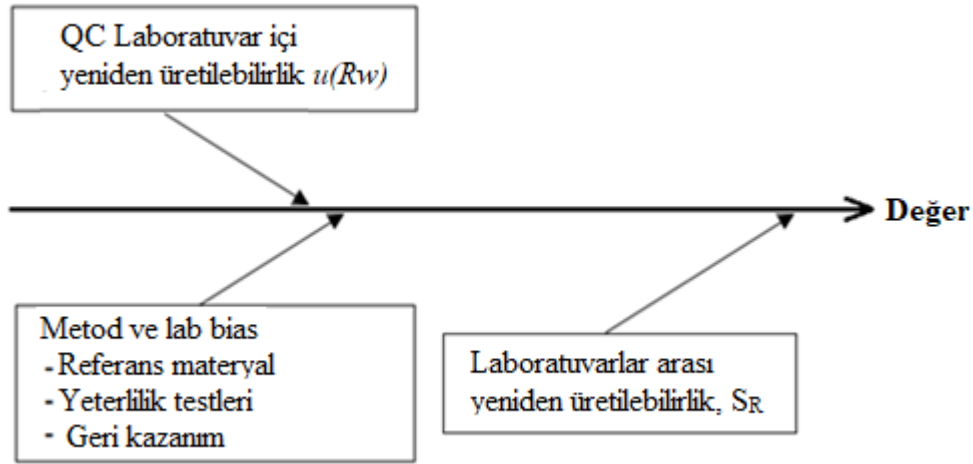 QC Laboratuvar içi
yeniden üretilebilirlik u(Rw)
Değer
Metod ve lab bias
- Referans materyal
- Yeterlilik testleri
- Geri kazanım
Laboratuvarlar arası
yeniden üretilebilirlik, SR